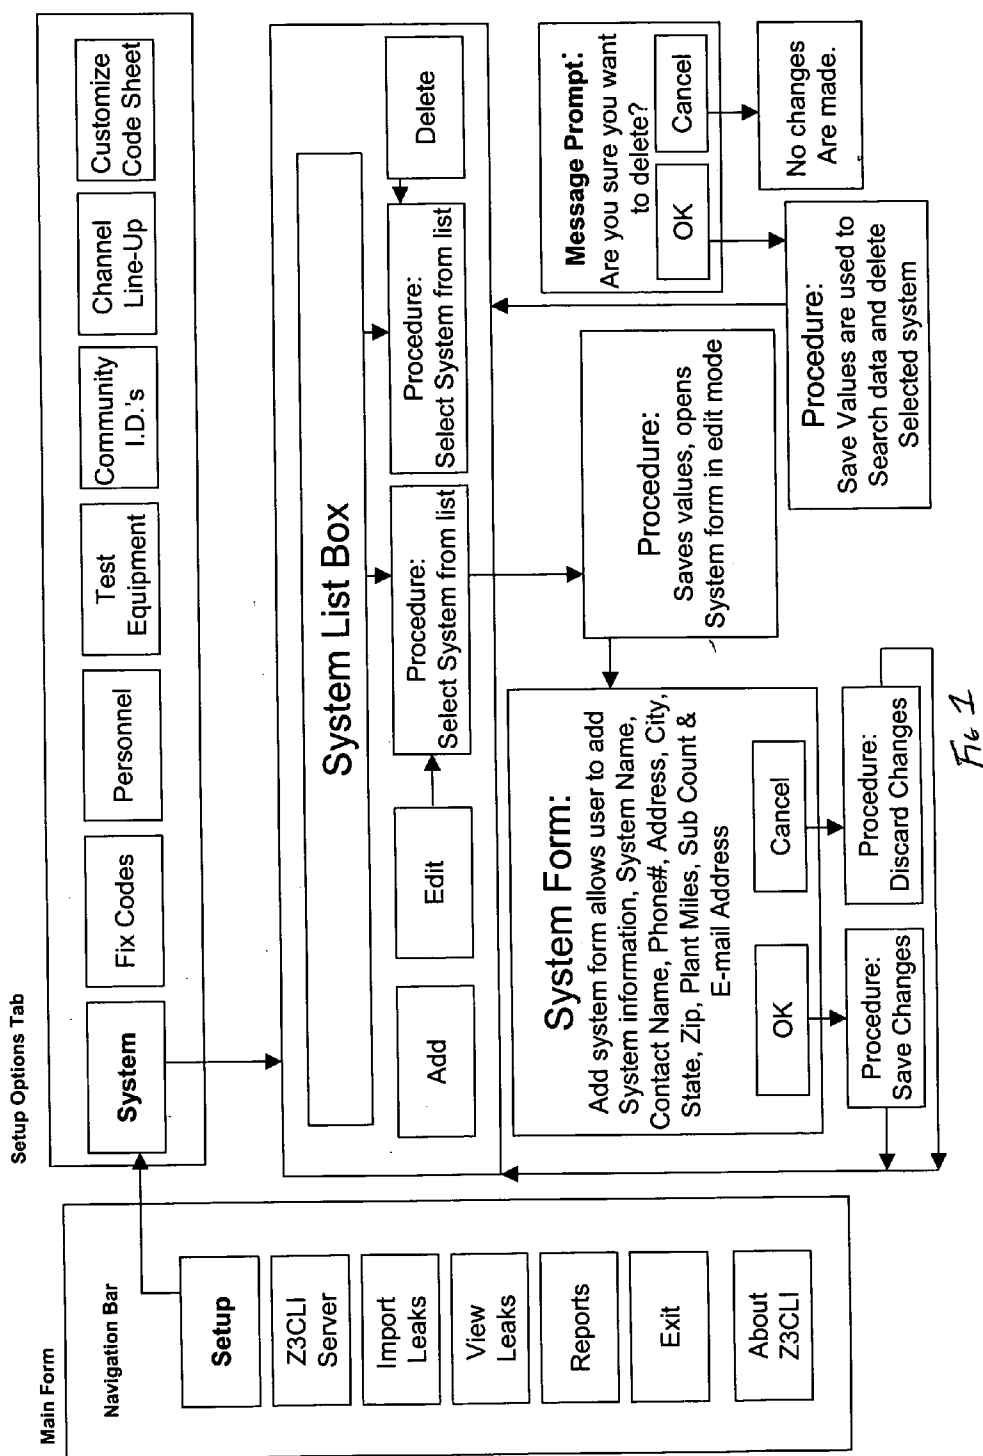 Main Form
Navigation Bar
Setup
Z3CLI
Server
Import
Leaks
View
Leaks
Reports
Exit
About
Z3CLI
Setup Options Tab
System
Fix Codes
Personnel
Test
Equipment
Community
I.D.'s
Channel
Line-Up
Customize
Code Sheet
System List Box
Add
Edit
Procedure:
Select System from list
Procedure:
Select System from list
Delete
System Form:
Add system form allows user to add
System information, System Name,
Contact Name, Phone#, Address, City,
State, Zip, Plant Miles, Sub Count &
E-mail Address
OK
Cancel
Procedure:
Save Changes
Procedure:
Discard Changes
Procedure:
Saves values, opens
System form in edit mode
Message Prompt:
Are you sure you want
to delete?
OK
Cancel
Procedure:
Save Values are used to
Search data and delete
Selected system
No changes
Are made.
FIG 1